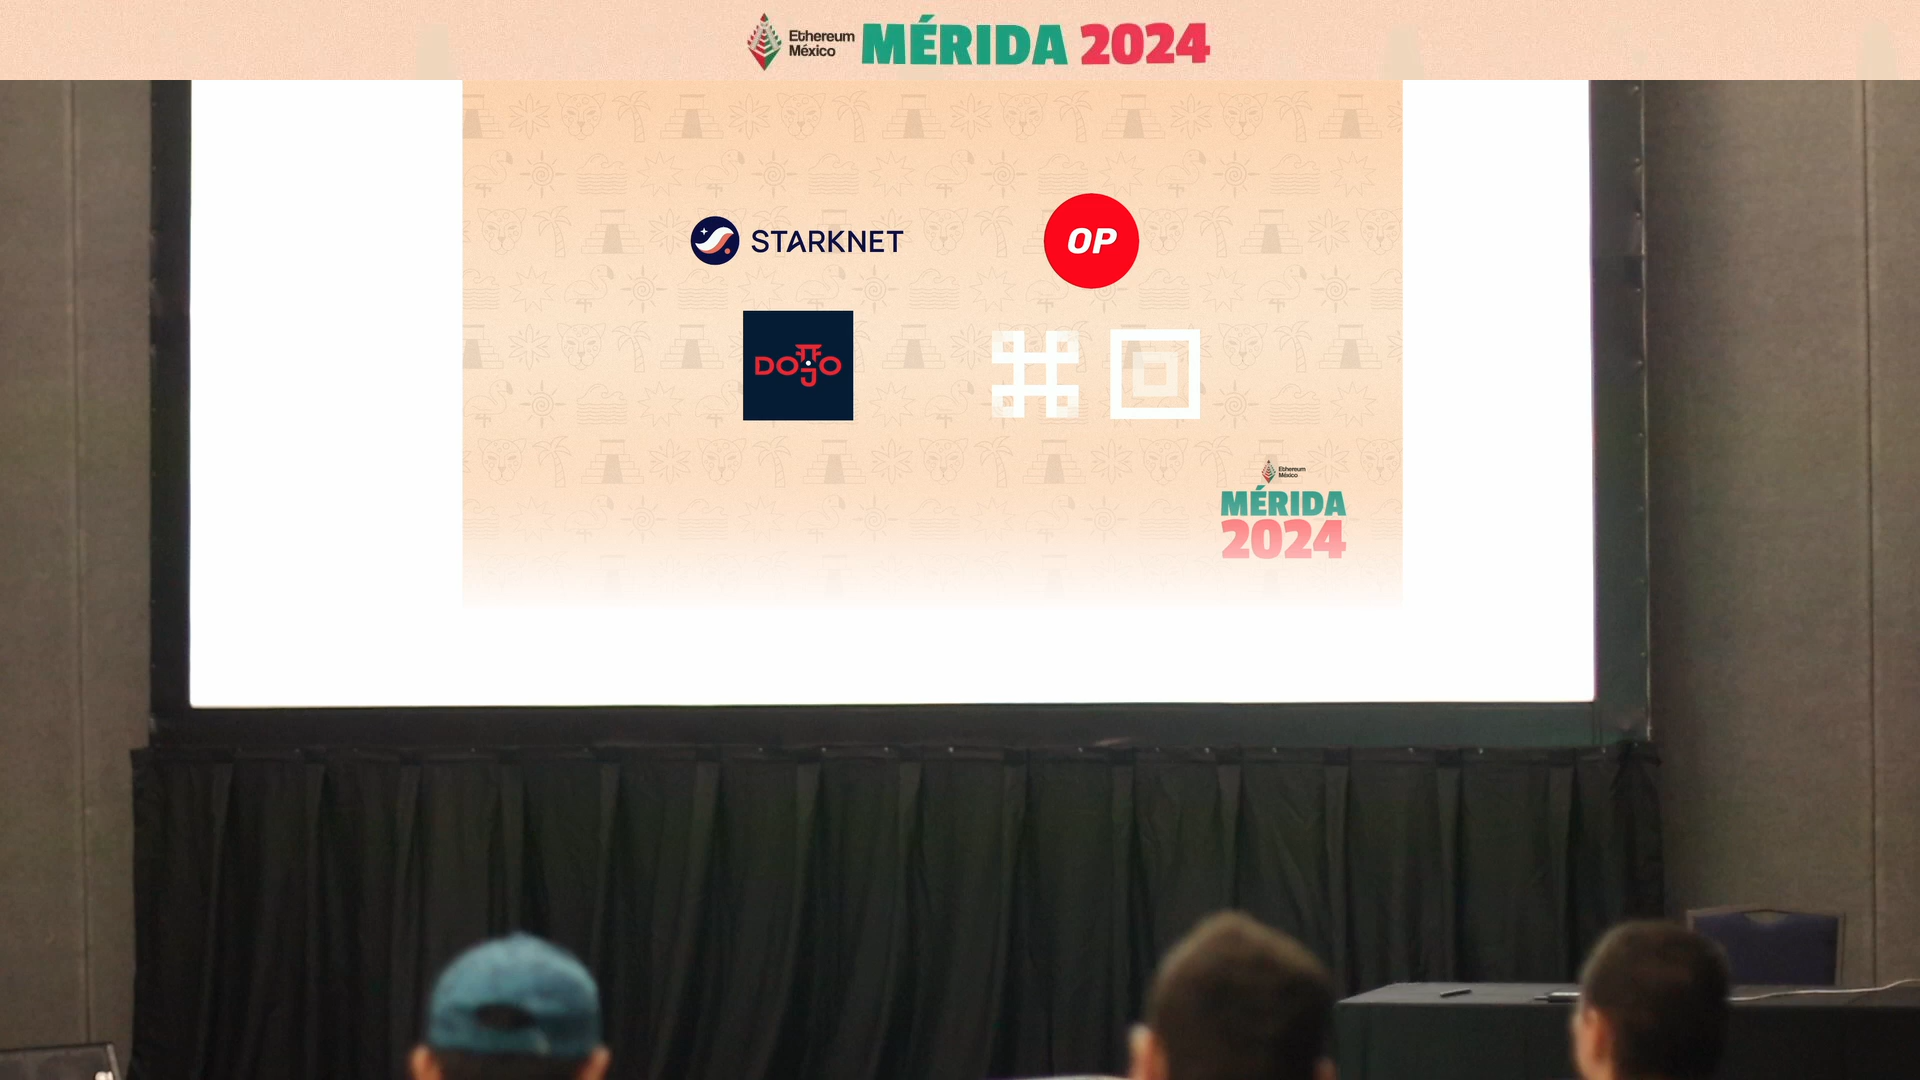 Ethereum
México
MÉRIDA 2024
STARKNET
OP
DOJO
Ethereum
México
MÉRIDA
2024